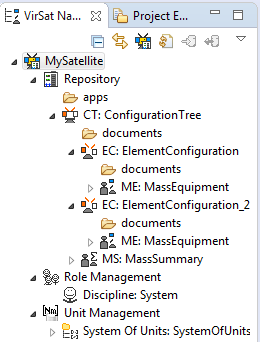 VirSat Na...
Project E...
MySatellite
Repository
apps
CT: ConfigurationTree
documents
EC: ElementConfiguration
documents
ME: MassEquipment
EC: ElementConfiguration_2
documents
ME: MassEquipment
MS: MassSummary
Role Management
Discipline: System
Unit Management
System Of Units: SystemOfUnits